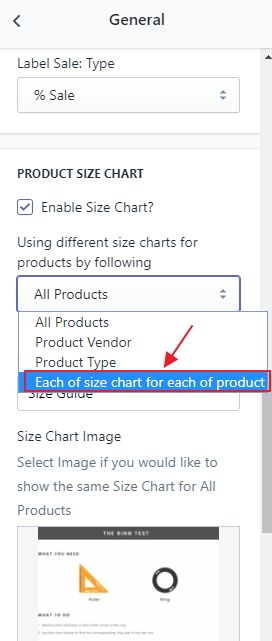 General
Label Sale: Type
% Sale
PRODUCT SIZE CHART
Enable Size Chart?
Using different size charts for
products by following
All Products
All Products
Product Vendor
Product Type
Each of size chart for each of product
Size Guide
Size Chart Image
Select Image if you would like to
show the same Size Chart for All
Products
THE RING TEST
WHAT YOU NEED
Ruler
Ring
WHAT TO DO